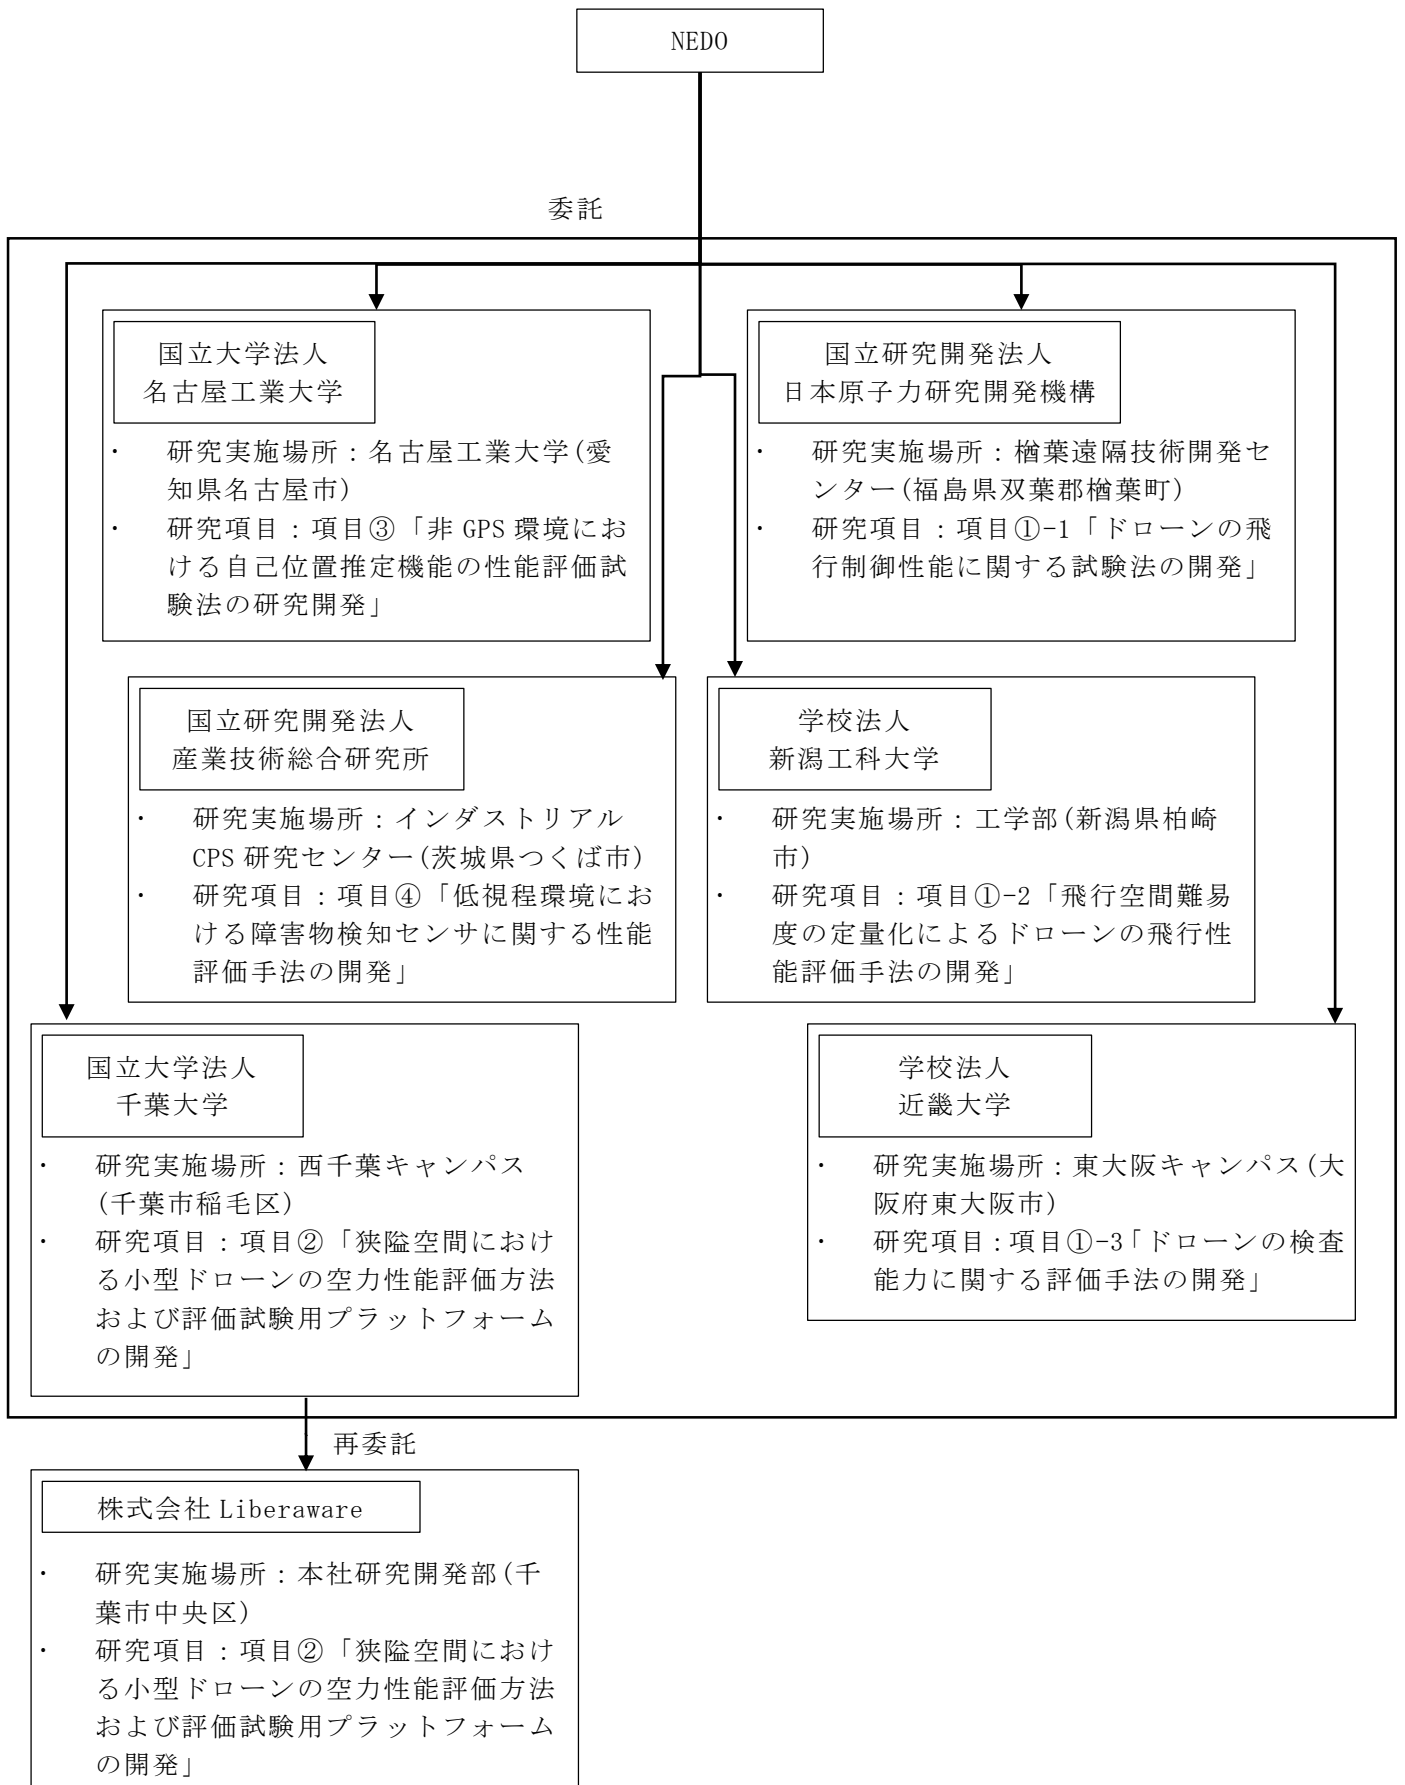 NEDO
委託
国立大学法人
名古屋工業大学
・ 研究実施場所：名古屋工業大学(愛
知県名古屋市)
・ 研究項目：項目③「非GPS環境にお
ける自己位置推定機能の性能評価試
験法の研究開発」
国立研究開発法人
日本原子力研究開発機構
・ 研究実施場所：楢葉遠隔技術開発セ
ンター(福島県双葉郡楢葉町)
・ 研究項目：項目①-1「ドローンの飛
行制御性能に関する試験法の開発」
国立研究開発法人
産業技術総合研究所
・ 研究実施場所：インダストリアル
CPS研究センター(茨城県つくば市)
・ 研究項目：項目④「低視程環境にお
ける障害物検知センサに関する性能
評価手法の開発」
学校法人
新潟工科大学
・ 研究実施場所：工学部(新潟県柏崎
市)
・ 研究項目：項目①-2「飛行空間難易
度の定量化によるドローンの飛行性
能評価手法の開発」
国立大学法人
千葉大学
・ 研究実施場所：西千葉キャンパス
(千葉市稲毛区)
・ 研究項目：項目②「狭隘空間におけ
る小型ドローンの空力性能評価方法
および評価試験用プラットフォーム
の開発」
学校法人
近畿大学
・ 研究実施場所：東大阪キャンパス(大
阪府東大阪市)
・ 研究項目：項目①-3「ドローンの検査
能力に関する評価手法の開発」
再委託
株式会社Liberaware
・ 研究実施場所：本社研究開発部(千
葉市中央区)
・ 研究項目：項目②「狭隘空間におけ
る小型ドローンの空力性能評価方法
および評価試験用プラットフォーム
の開発」